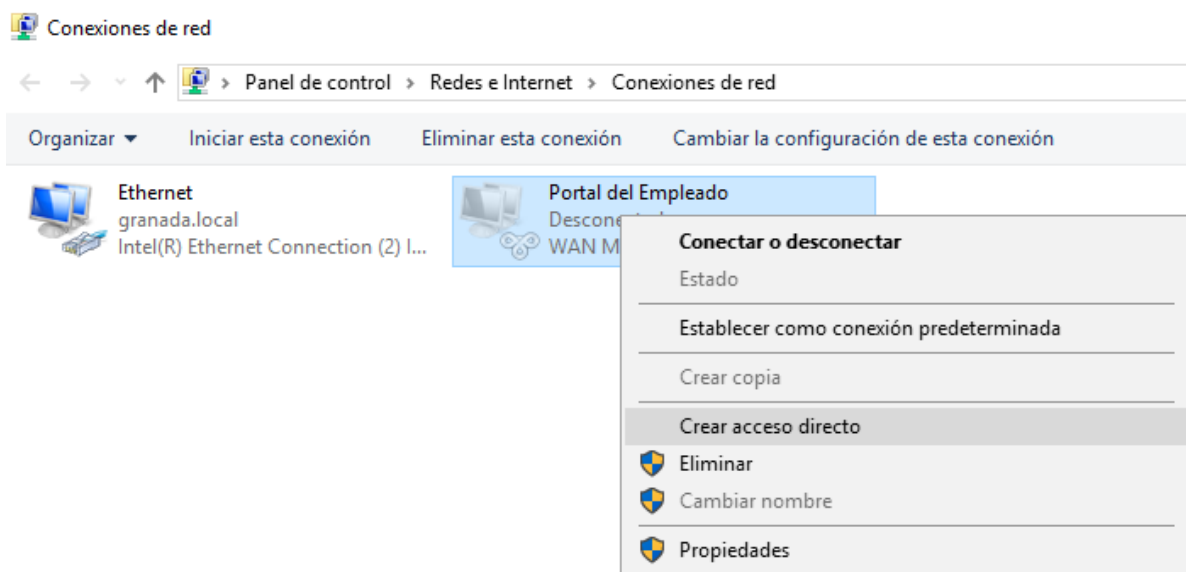 Conexiones de red
Panel de control > Redes e Internet > Conexiones de red
Organizar Iniciar esta conexión Eliminar esta conexión Cambiar la configuración de esta conexión
Ethernet
granada.local
Intel(R) Ethernet Connection (2) I...
Portal del Empleado
WAN M
Conectar o desconectar
Estado
Establecer como conexión predeterminada
Crear copia
Crear acceso directo
Eliminar
Cambiar nombre
Propiedades